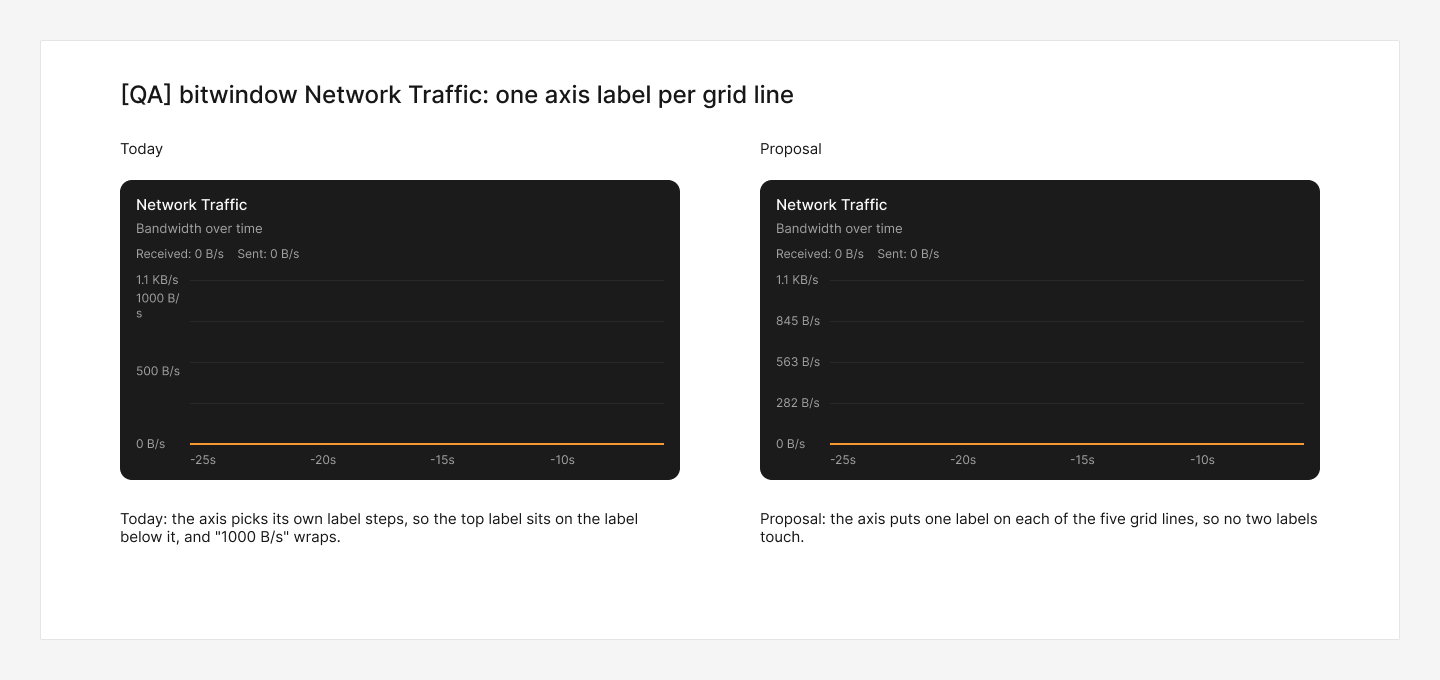 [QA] bitwindow Network Traffic: one axis label per grid line
Today
Network Traffic
Bandwidth over time
Received: 0 B/s Sent: 0 B/s
1.1 KB/s
1000 B/
s
500 B/s
0 B/s
-25s -20s -15s -10s
Today: the axis picks its own label steps, so the top label sits on the label
below it, and "1000 B/s" wraps.
Proposal
Network Traffic
Bandwidth over time
Received: 0 B/s Sent: 0 B/s
1.1 KB/s
845 B/s
563 B/s
282 B/s
0 B/s
-25s -20s -15s -10s
Proposal: the axis puts one label on each of the five grid lines, so no two labels
touch.